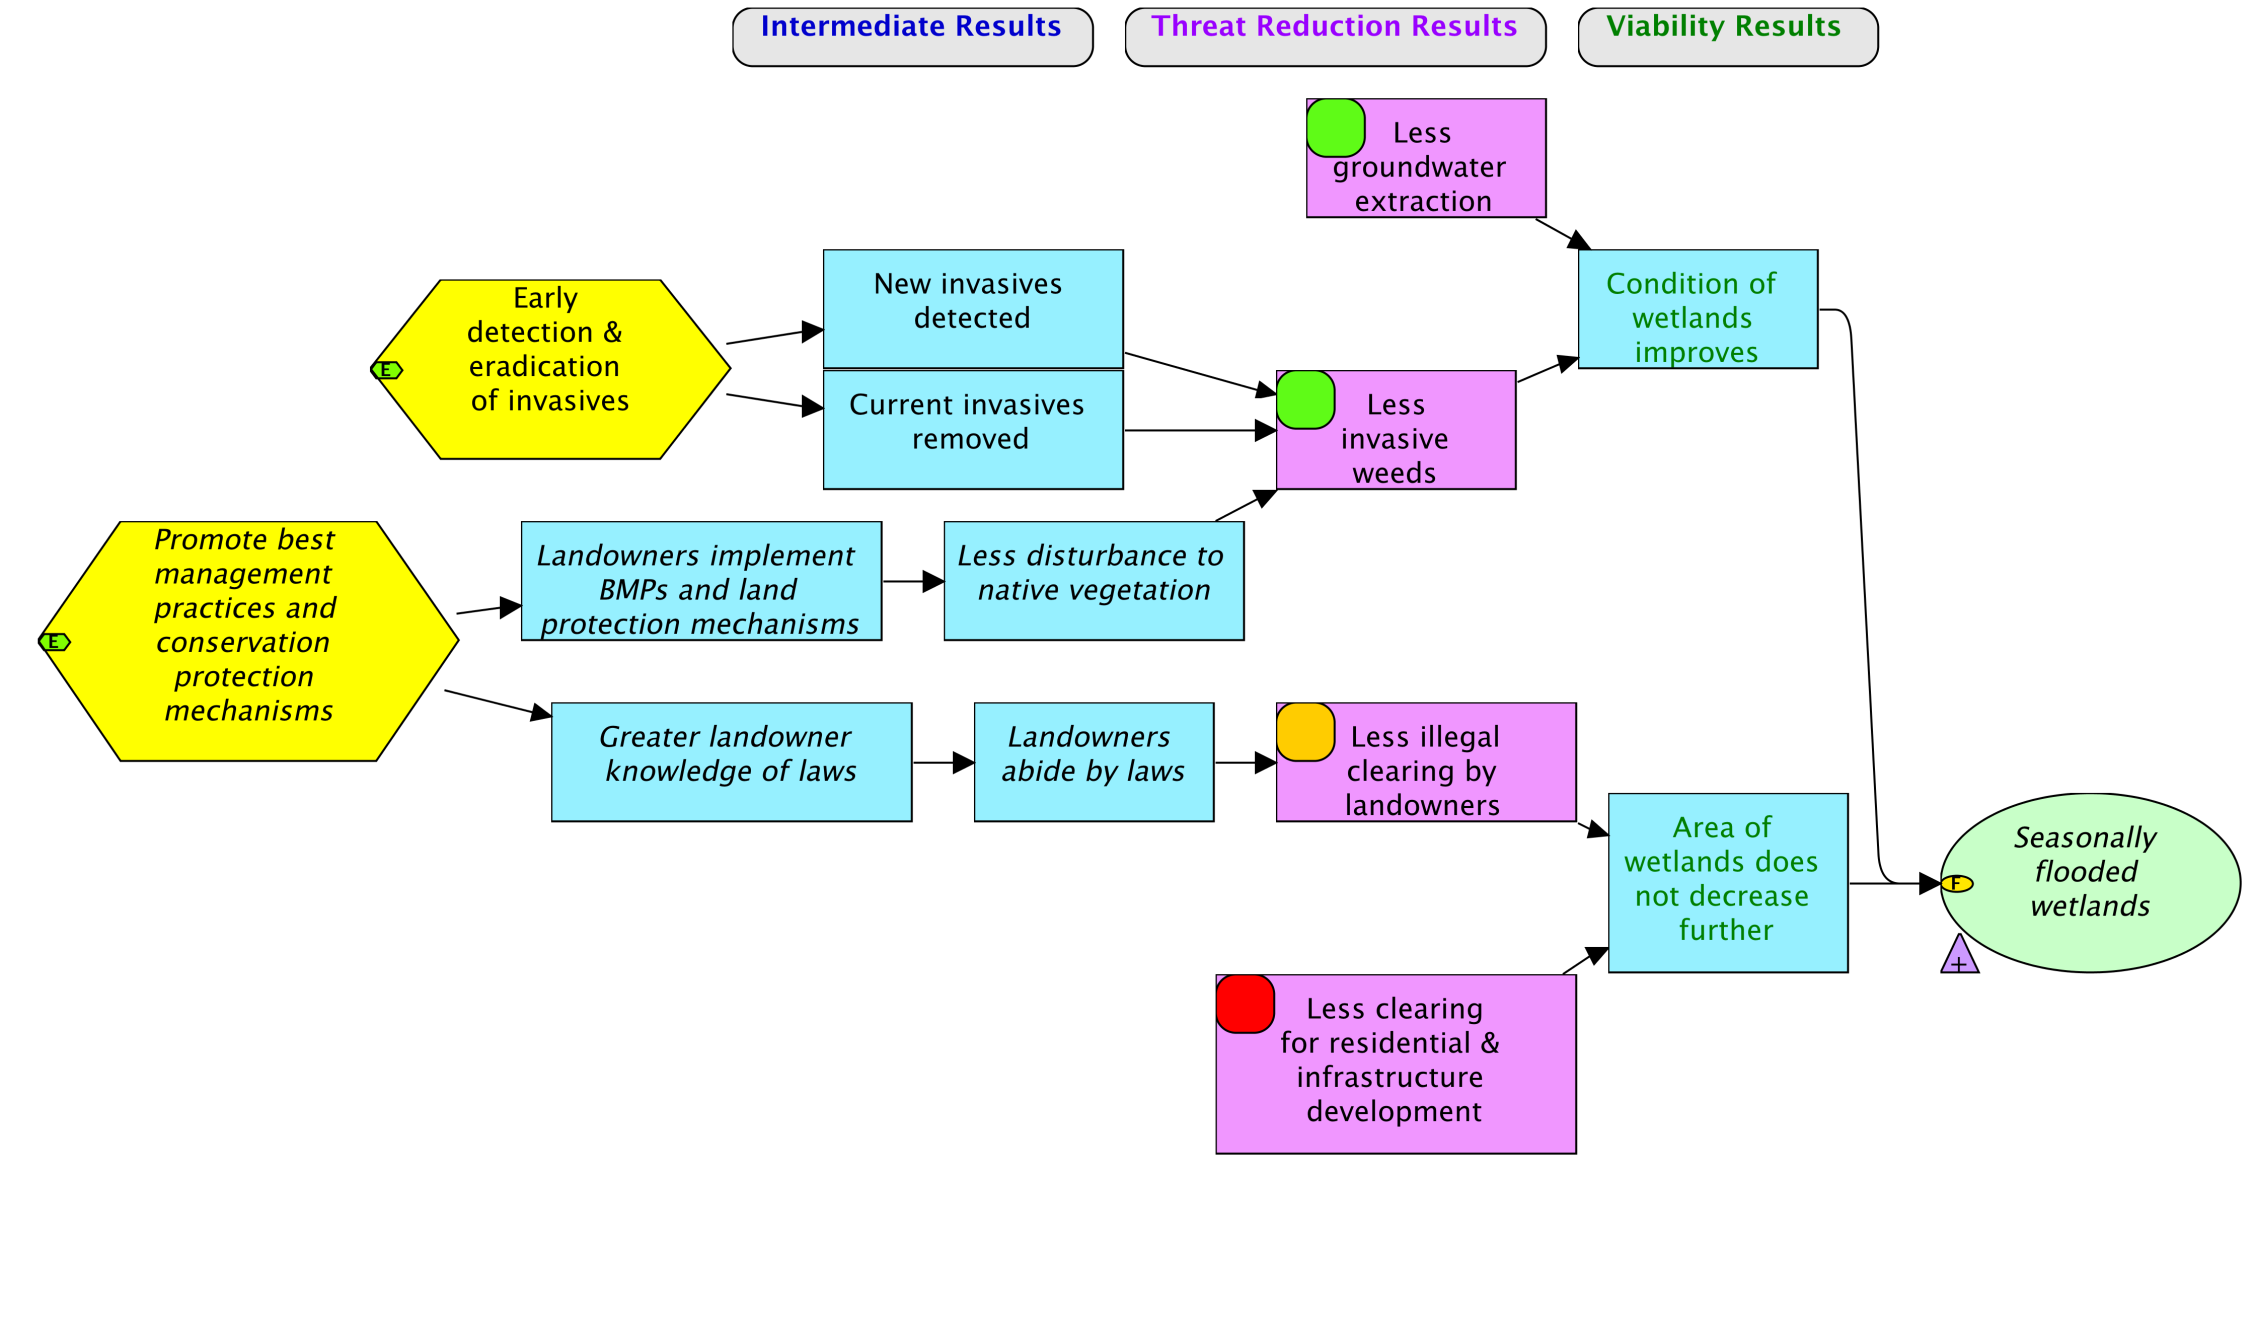 Intermediate Results
Threat Reduction Results
Viability Results
Less
groundwater
extraction
Early
detection &
eradication
of invasives
E
New invasives
detected
Condition of
wetlands
improves
Current invasives
removed
Less
invasive
weeds
Promote best
management
practices and
conservation
protection
mechanisms
E
Landowners implement
BMPs and land
protection mechanisms
Less disturbance to
native vegetation
Greater landowner
knowledge of laws
Landowners
abide by laws
Less illegal
clearing by
landowners
Area of
wetlands does
not decrease
further
Seasonally
flooded
wetlands
F
+
Less clearing
for residential &
infrastructure
development